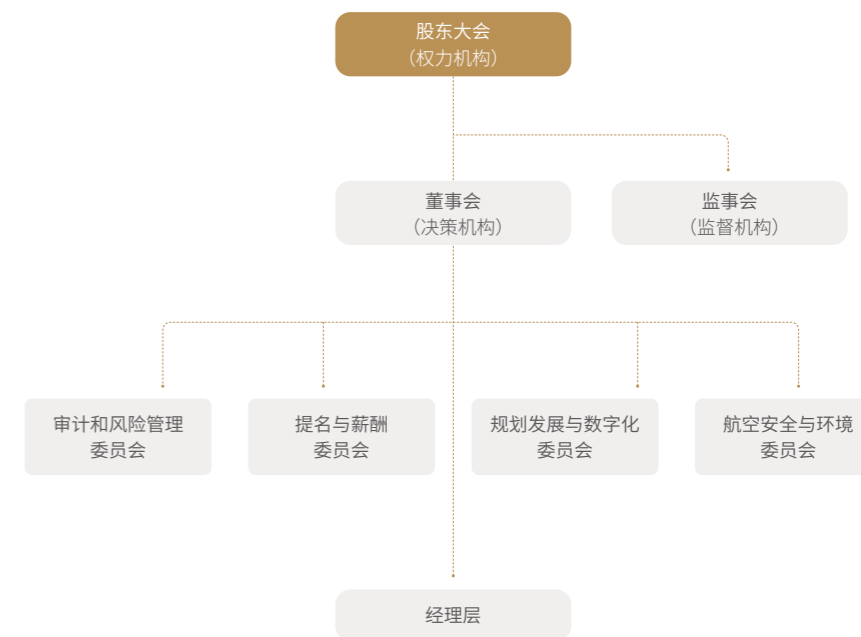 股东大会
（权力机构）
董事会
（决策机构）
监事会
（监督机构）
审计和风险管理
委员会
提名与薪酬
委员会
规划发展与数字化
委员会
航空安全与环境
委员会
经理层